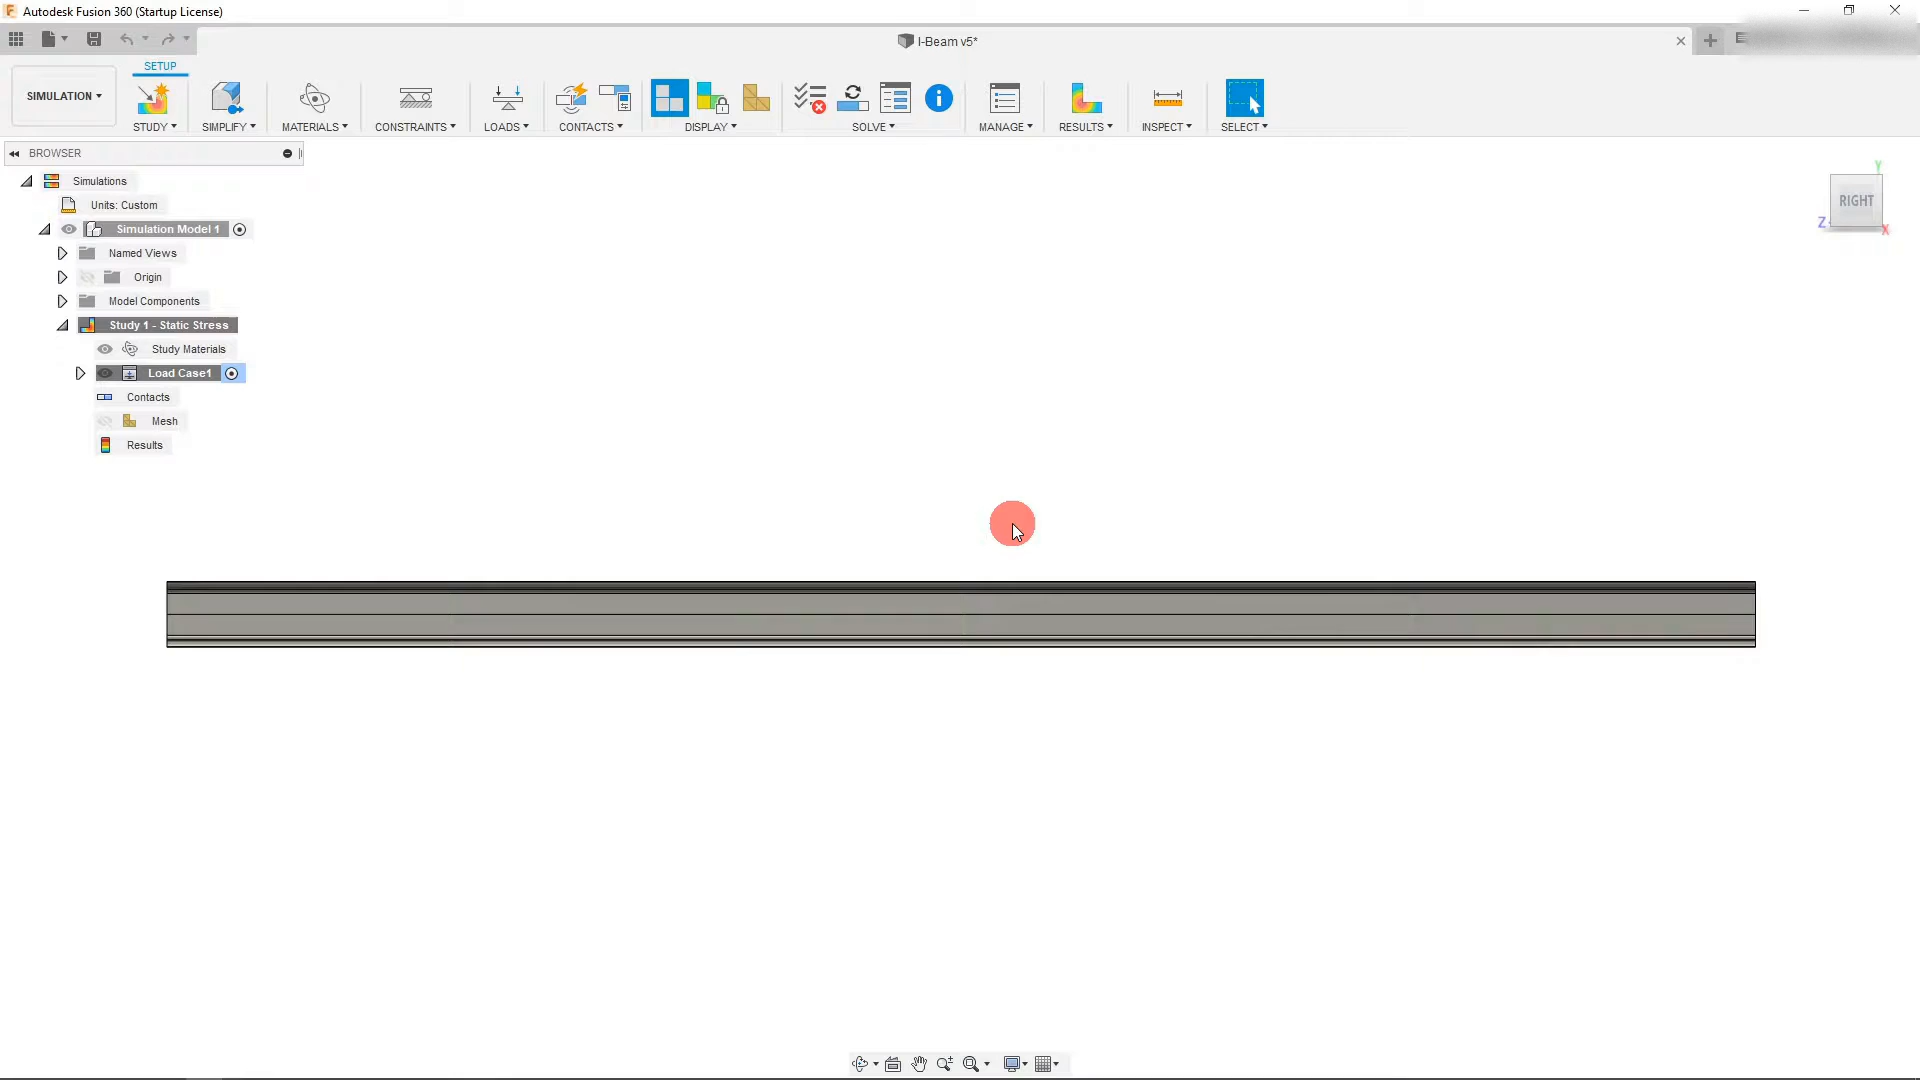 Autodesk Fusion 360 (Startup License)
I-Beam v5*
SETUP
SIMULATION
STUDY
SIMPLIFY
MATERIALS
CONSTRAINTS
LOADS
CONTACTS
DISPLAY
SOLVE
MANAGE
RESULTS
INSPECT
SELECT
BROWSER
Simulations
Units: Custom
Simulation Model 1
Named Views
Origin
Model Components
Study 1 - Static Stress
Study Materials
Load Case1
Contacts
Mesh
Results
Y
RIGHT
Z
X